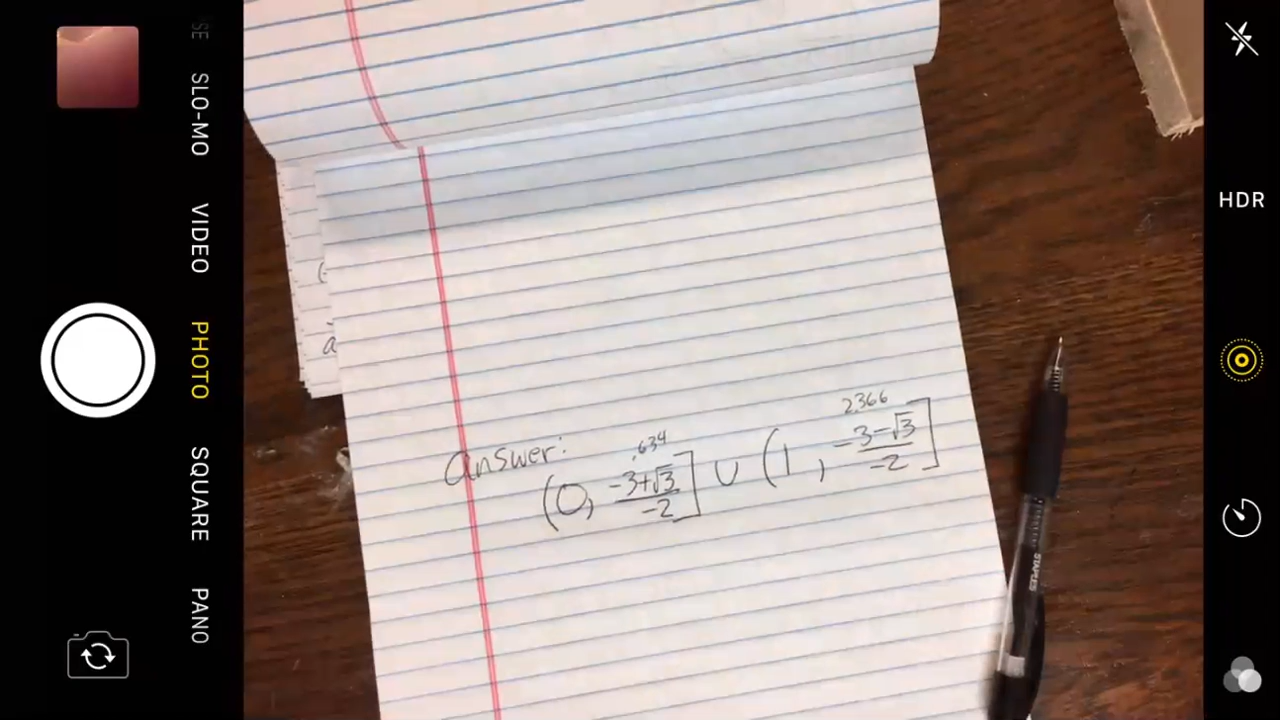 SE
SLO-MO
VIDEO
PHOTO
SQUARE
PANO
HDR
answer:
.634 2.366
(0, -3+√3/-2] ∪ (1, -3-√3/-2]
STAPLES
a